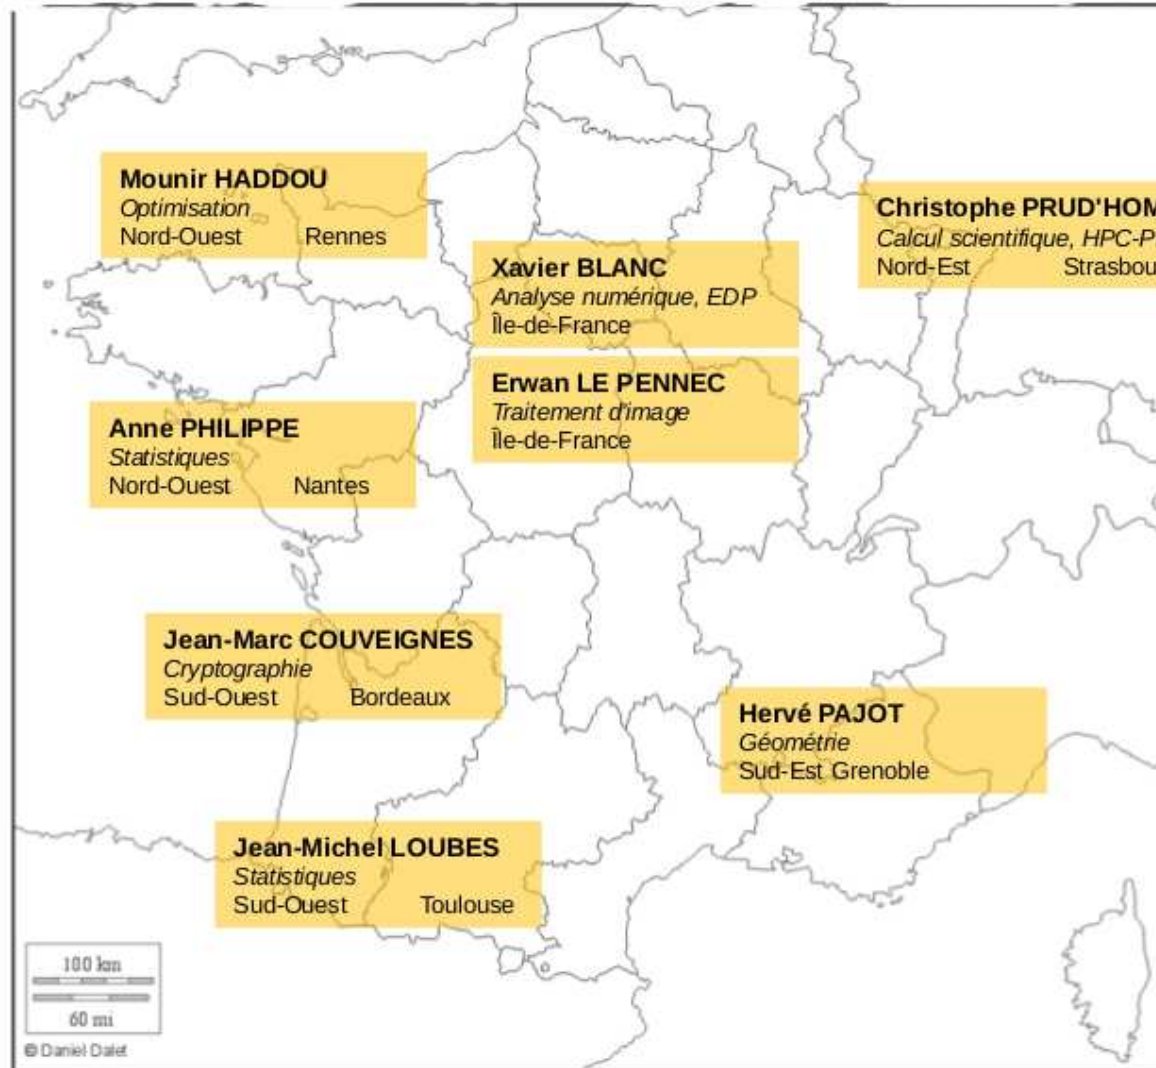 Mounir HADDOU
Optimisation
Nord-Ouest Rennes
Christophe PRUD'HOM
Calcul scientifique, HPC-P
Nord-Est Strasbou
Xavier BLANC
Analyse numérique, EDP
Île-de-France
Erwan LE PENNEC
Traitement d'image
Île-de-France
Anne PHILIPPE
Statistiques
Nord-Ouest Nantes
Jean-Marc COUVEIGNES
Cryptographie
Sud-Ouest Bordeaux
Hervé PAJOT
Géométrie
Sud-Est Grenoble
Jean-Michel LOUBES
Statistiques
Sud-Ouest Toulouse
100 km
60 mi
© Daniel Dalet